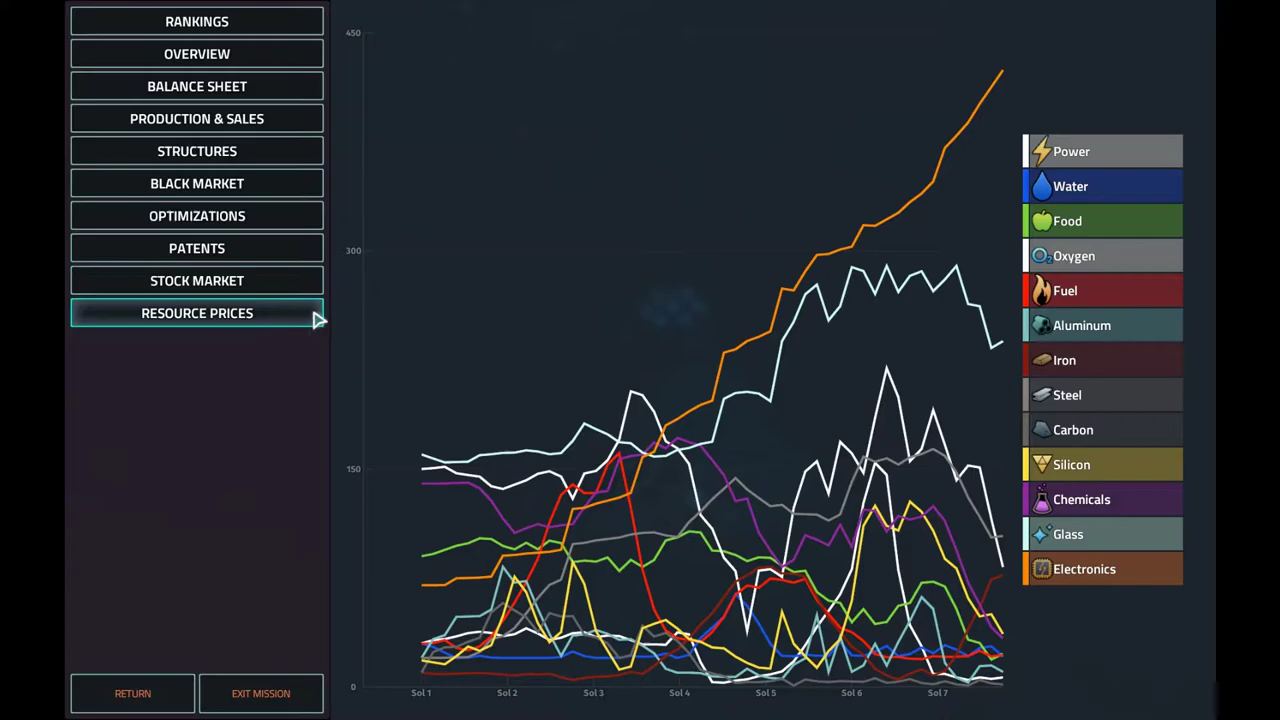 RANKINGS
OVERVIEW
BALANCE SHEET
PRODUCTION & SALES
STRUCTURES
BLACK MARKET
OPTIMIZATIONS
PATENTS
STOCK MARKET
RESOURCE PRICES
RETURN
EXIT MISSION
450
300
150
0
Sol 1
Sol 2
Sol 3
Sol 4
Sol 5
Sol 6
Sol 7
Power
Water
Food
O2 Oxygen
Fuel
Aluminum
Iron
Steel
Carbon
Silicon
Chemicals
Glass
Electronics